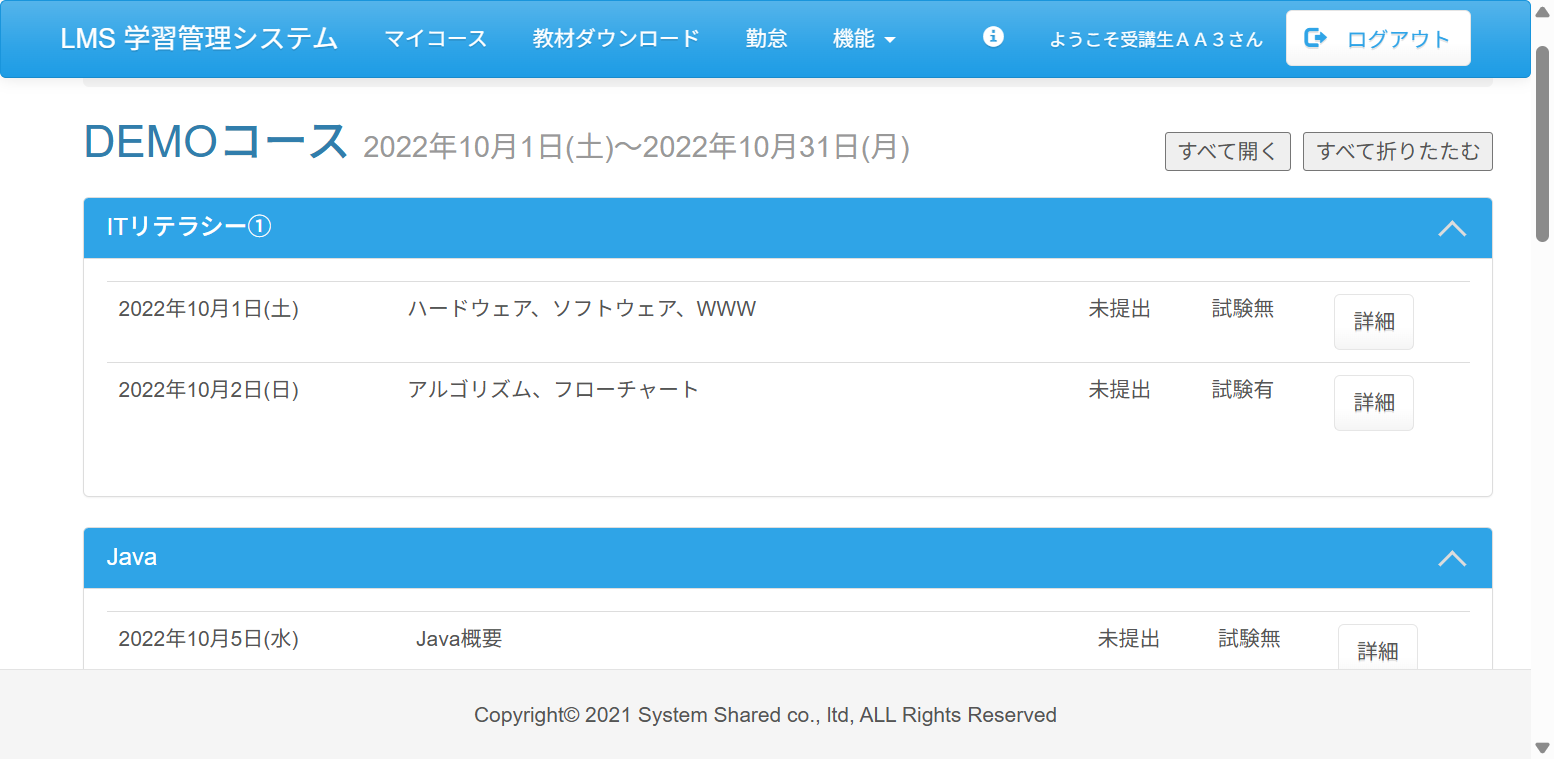 LMS 学習管理システム マイコース 教材ダウンロード 勤怠 機能 ようこそ受講生ＡＡ３さん ログアウト
DEMOコース 2022年10月1日(土)～2022年10月31日(月) すべて開く すべて折りたたむ
ITリテラシー①
2022年10月1日(土) ハードウェア、ソフトウェア、WWW 未提出 試験無 詳細
2022年10月2日(日) アルゴリズム、フローチャート 未提出 試験有 詳細
Java
2022年10月5日(水) Java概要 未提出 試験無 詳細
Copyright© 2021 System Shared co., ltd, ALL Rights Reserved